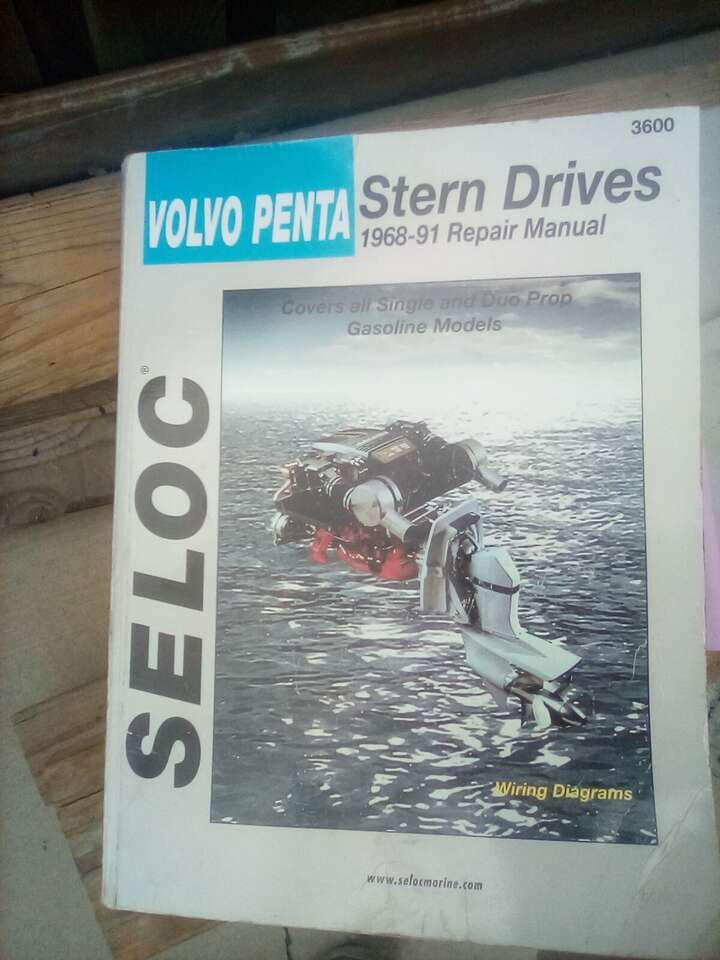 3600
VOLVO PENTA
Stern Drives
1968-91 Repair Manual
Covers all Single and Duo Prop
Gasoline Models
SELOC®
Wiring Diagrams
www.selocmarine.com